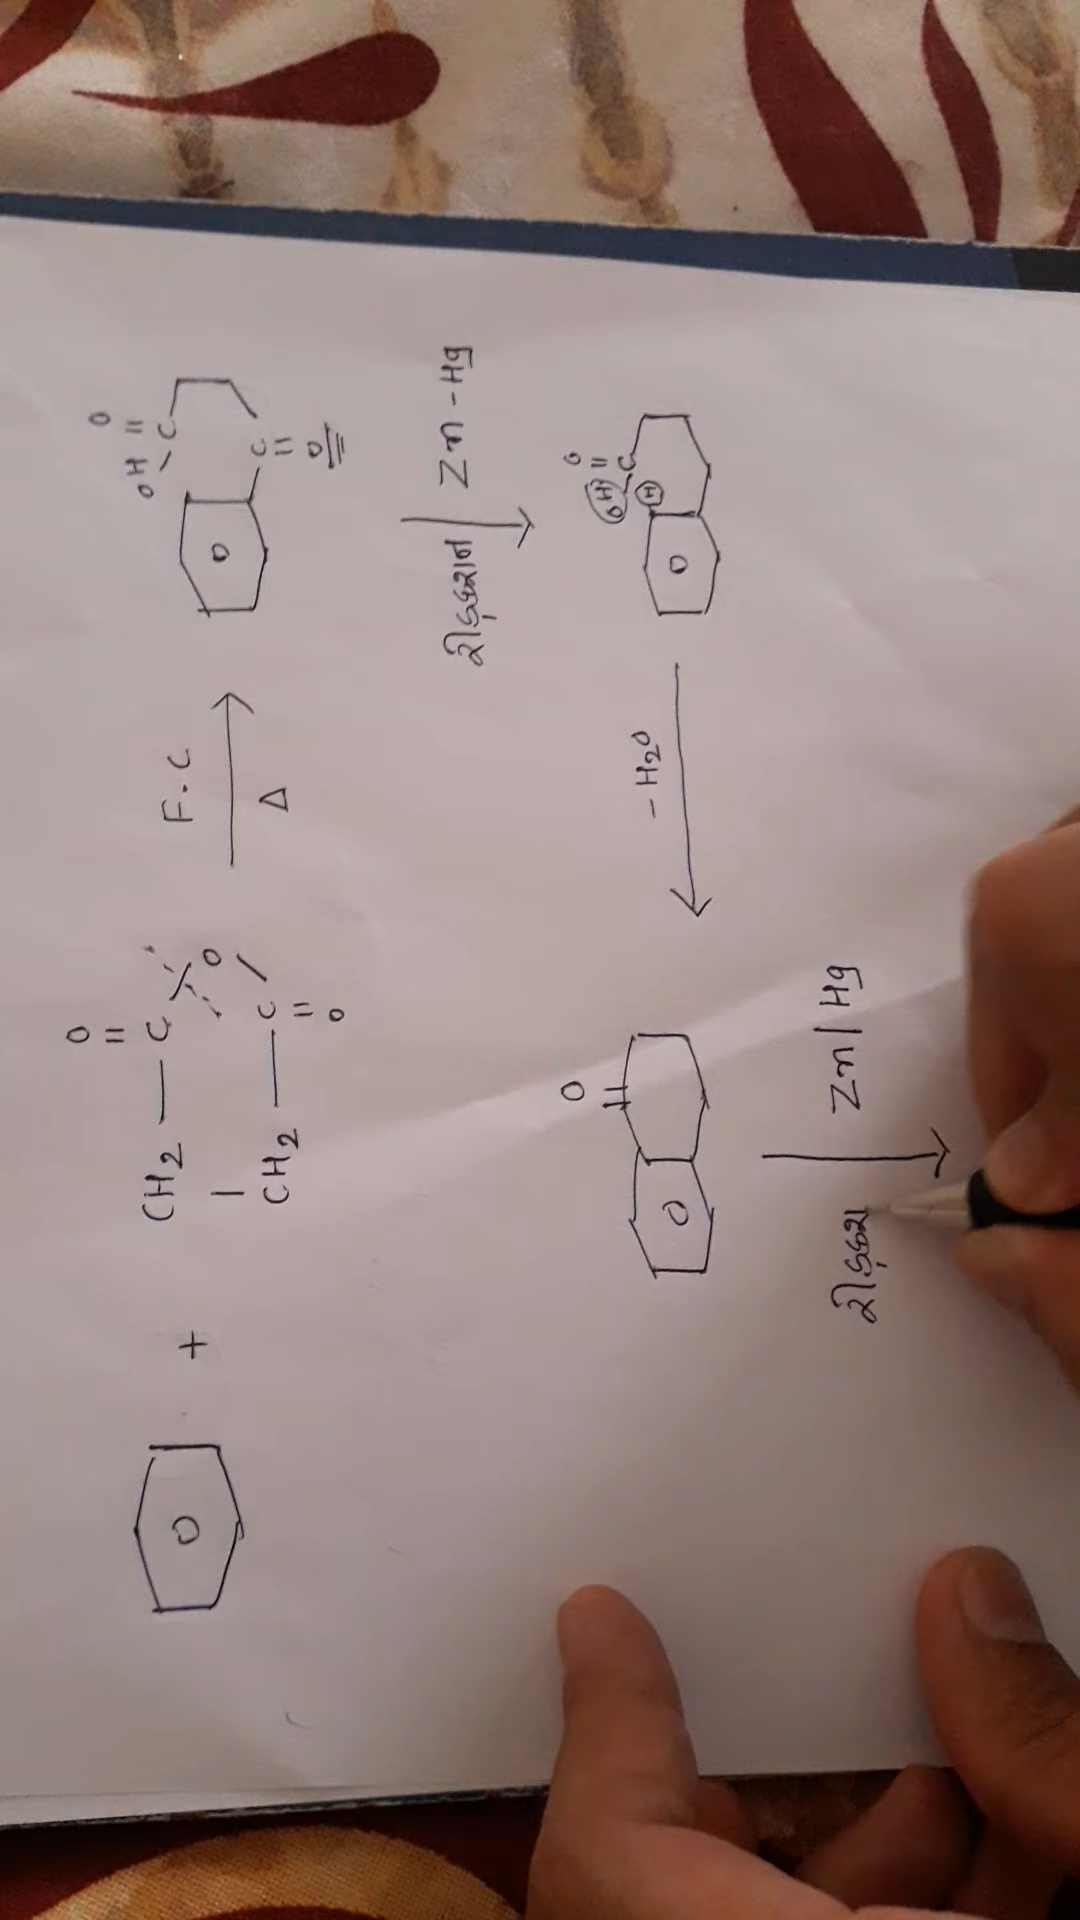 O O
|| ||
CH2 — C F.C OH C
| O Δ O
CH2 — C C
|| ||
O O
+
રીડક્શન Zn - Hg
O O
|| ||
OH C
H
O - H2O O
રીડક્શ Zn / Hg